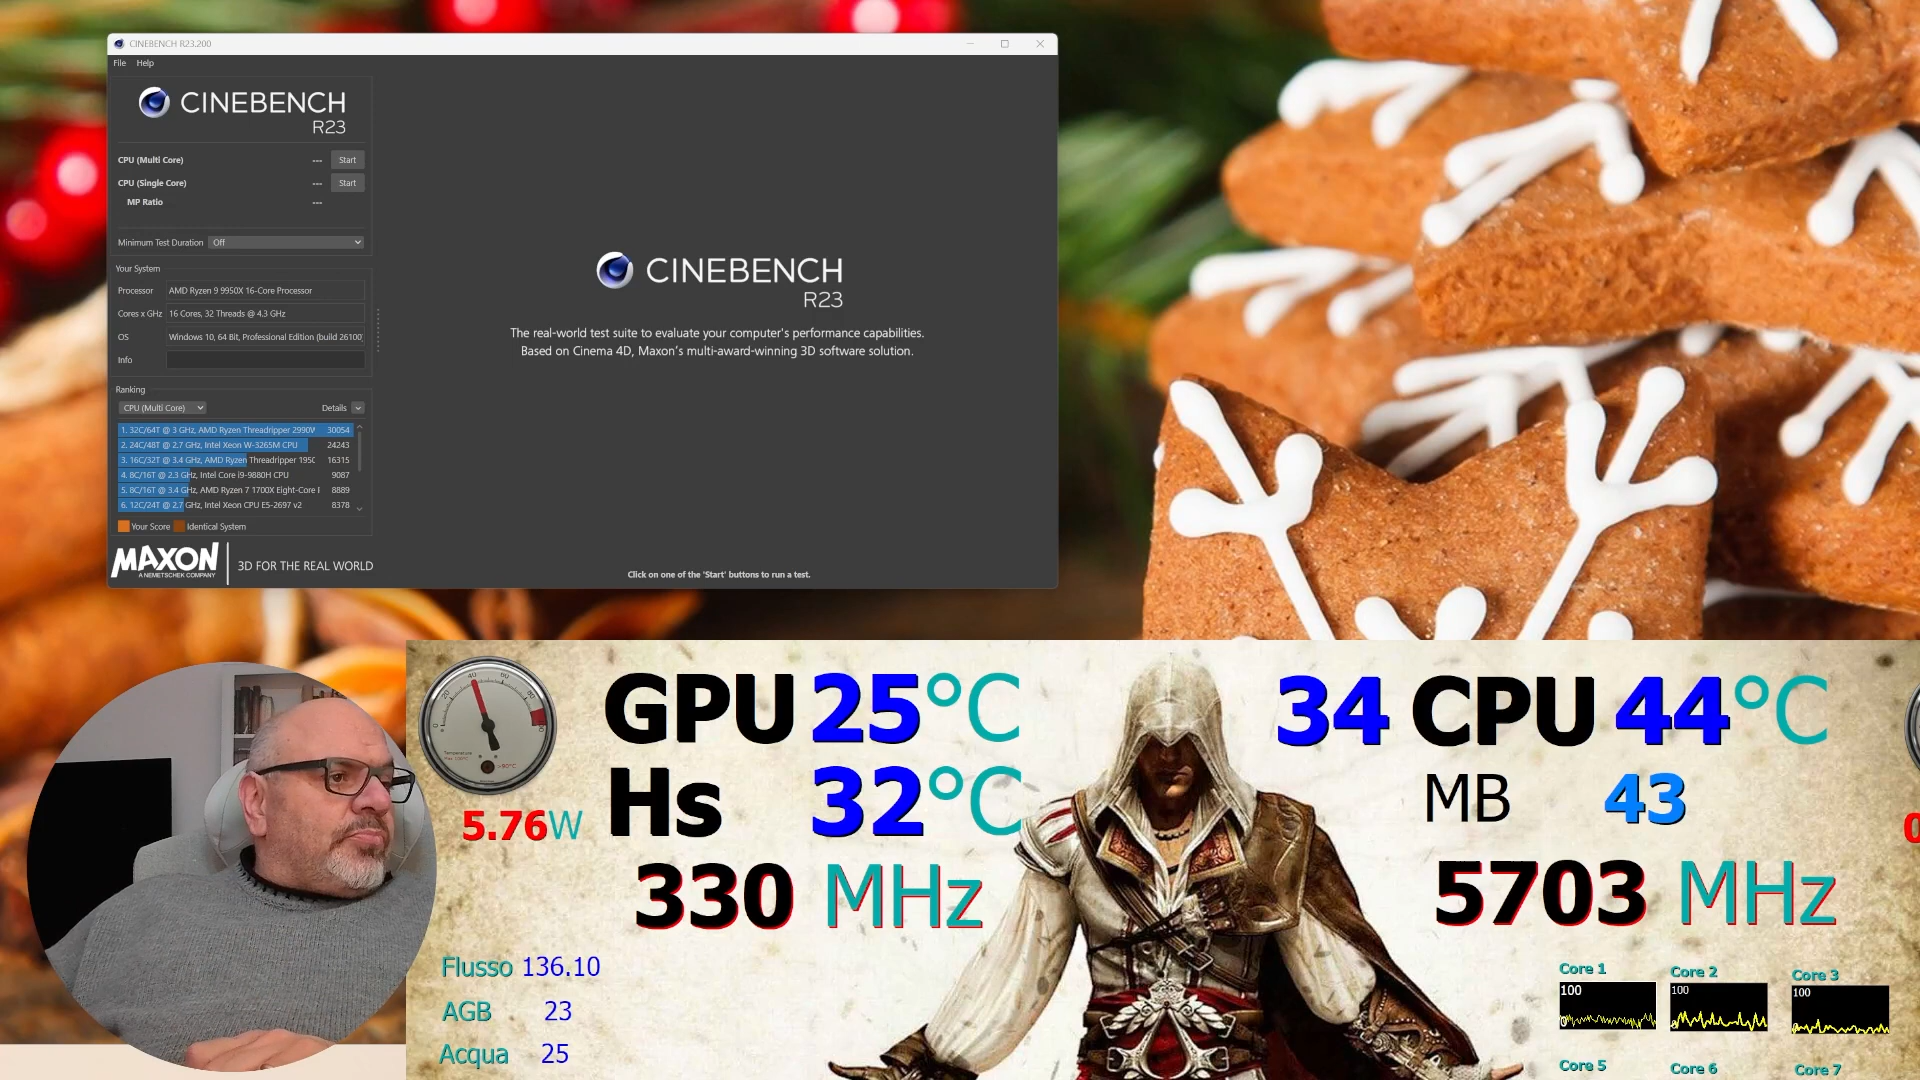 CINEBENCH R23.200
File Help
CINEBENCH
R23
CPU (Multi Core) --- Start
CPU (Single Core) --- Start
MP Ratio ---
Minimum Test Duration Off
Your System
Processor AMD Ryzen 9 9950X 16-Core Processor
Cores x GHz 16 Cores, 32 Threads @ 4.3 GHz
OS Windows 10, 64 Bit, Professional Edition (build 26100)
Info
Ranking
CPU (Multi Core) Details
1. 32C/64T @ 3 GHz, AMD Ryzen Threadripper 2990W 30054
2. 24C/48T @ 2.7 GHz, Intel Xeon W-3265M CPU 24243
3. 16C/32T @ 3.4 GHz, AMD Ryzen Threadripper 195 16315
4. 8C/16T @ 2.3 GHz, Intel Core i9-9880H CPU 9087
5. 8C/16T @ 3.4 GHz, AMD Ryzen 7 1700X Eight-Core 8889
6. 12C/24T @ 2.7 GHz, Intel Xeon CPU E5-2697 v2 8378
Your Score Identical System
MAXON
A NEMETSCHEK COMPANY
3D FOR THE REAL WORLD
CINEBENCH
R23
The real-world test suite to evaluate your computer's performance capabilities.
Based on Cinema 4D, Maxon's multi-award-winning 3D software solution.
Click on one of the 'Start' buttons to run a test.
GPU 25°C
Hs 32°C
5.76W
330 MHz
Flusso 136.10
AGB 23
Acqua 25
34 CPU 44°C
MB 43
5703 MHz
Core 1 Core 2 Core 3
100 100 100
Core 5 Core 6 Core 7